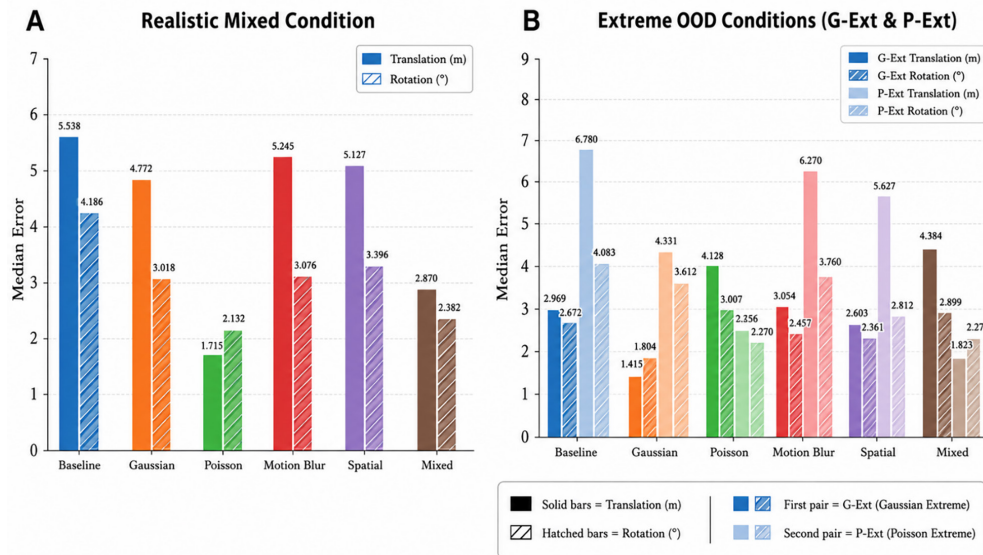 A
Realistic Mixed Condition
Translation (m)
Rotation (°)
Median Error
7
6
5
4
3
2
1
0
5.538
4.186
4.772
3.018
1.715
2.132
5.245
3.076
5.127
3.396
2.870
2.382
Baseline
Gaussian
Poisson
Motion Blur
Spatial
Mixed
B
Extreme OOD Conditions (G-Ext & P-Ext)
G-Ext Translation (m)
G-Ext Rotation (°)
P-Ext Translation (m)
P-Ext Rotation (°)
Median Error
9
8
7
6
5
4
3
2
1
0
2.969
2.672
6.780
4.083
1.415
1.804
4.331
3.612
4.128
3.007
2.356
2.270
3.054
2.457
6.270
3.760
2.603
2.361
5.627
2.812
4.384
2.899
1.823
2.27
Baseline
Gaussian
Poisson
Motion Blur
Spatial
Mixed
Solid bars = Translation (m)
Hatched bars = Rotation (°)
First pair = G-Ext (Gaussian Extreme)
Second pair = P-Ext (Poisson Extreme)